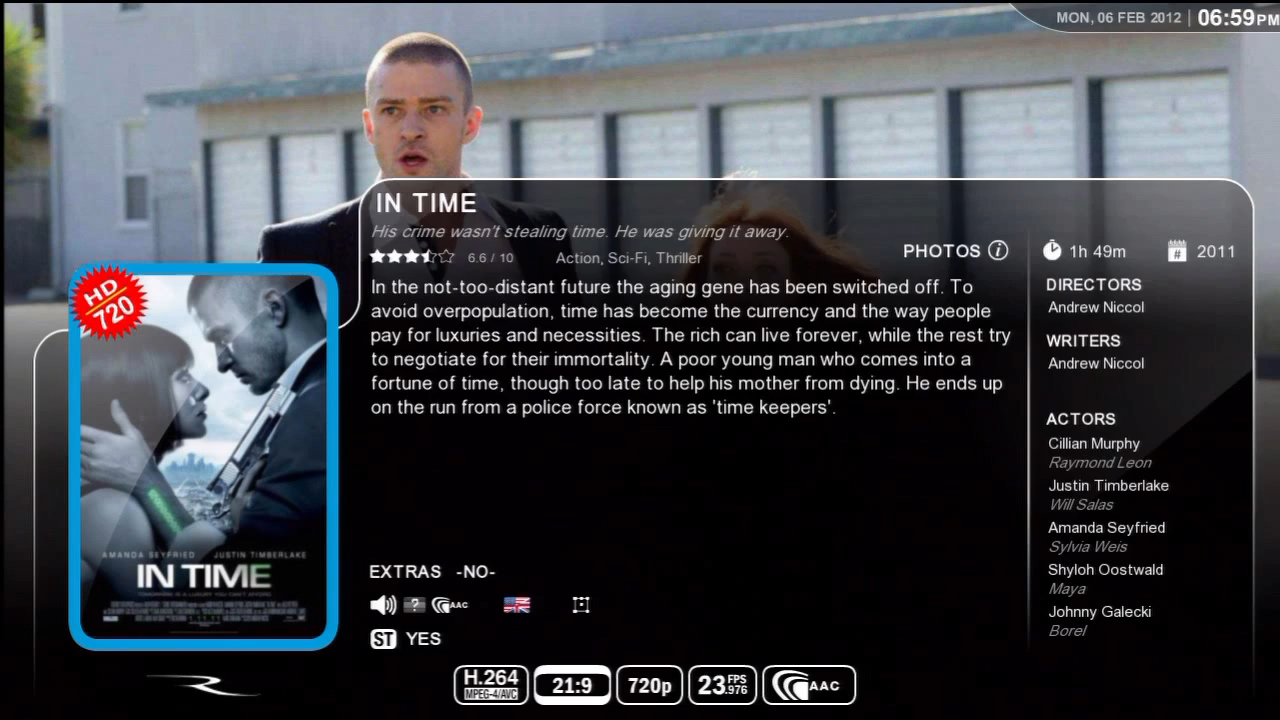 MON, 06 FEB 2012 | 06:59PM
IN TIME
His crime wasn't stealing time. He was giving it away.
6.6 / 10 Action, Sci-Fi, Thriller
PHOTOS
1h 49m
2011
In the not-too-distant future the aging gene has been switched off. To
avoid overpopulation, time has become the currency and the way people
pay for luxuries and necessities. The rich can live forever, while the rest try
to negotiate for their immortality. A poor young man who comes into a
fortune of time, though too late to help his mother from dying. He ends up
on the run from a police force known as 'time keepers'.
DIRECTORS
Andrew Niccol
WRITERS
Andrew Niccol
ACTORS
Cillian Murphy
Raymond Leon
Justin Timberlake
Will Salas
Amanda Seyfried
Sylvia Weis
Shyloh Oostwald
Maya
Johnny Galecki
Borel
HD
720
AMANDA SEYFRIED JUSTIN TIMBERLAKE
IN TIME
EXTRAS -NO-
? AAC
ST YES
H.264
MPEG-4/AVC
21:9
720p
23 FPS
.976
AAC